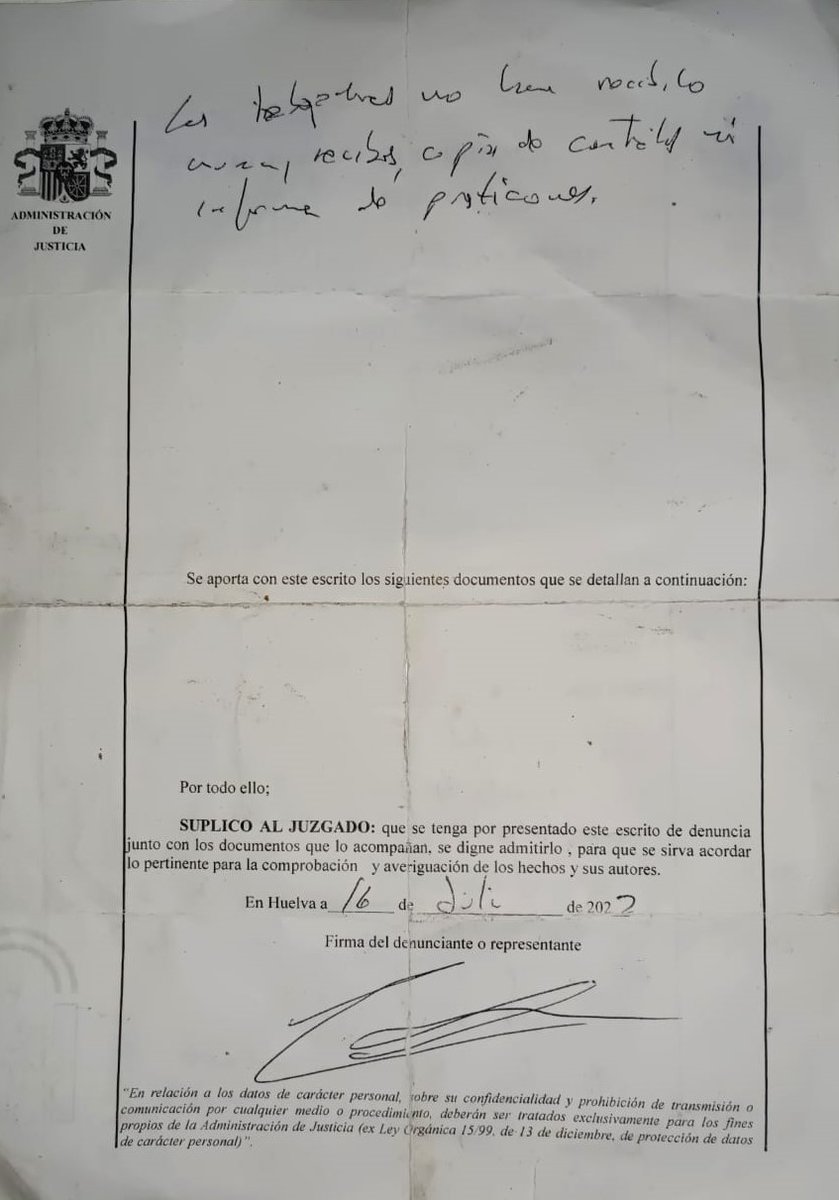 ADMINISTRACIÓN
DE
JUSTICIA
Los no recibido
recibos, copia de ni
informe de
Se aporta con este escrito los siguientes documentos que se detallan a continuación:
Por todo ello;
SUPLICO AL JUZGADO: que se tenga por presentado este escrito de denuncia
junto con los documentos que lo acompañan, se digne admitirlo , para que se sirva acordar
lo pertinente para la comprobación y averiguación de los hechos y sus autores.
En Huelva a 16 de Juli de 2022
Firma del denunciante o representante
"En relación a los datos de carácter personal, sobre su confidencialidad y prohibición de transmisión o
comunicación por cualquier medio o procedimiento, deberán ser tratados exclusivamente para los fines
propios de la Administración de Justicia (ex Ley Orgánica 15/99, de 13 de diciembre, de protección de datos
de carácter personal)".